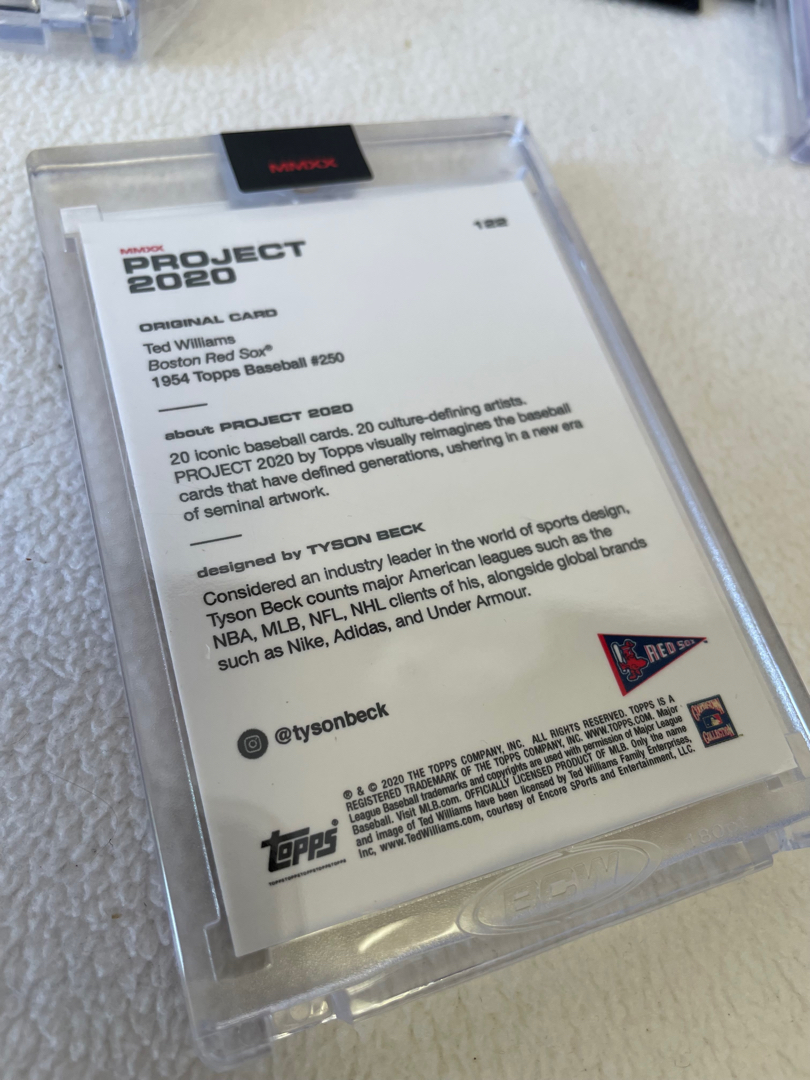 MMXX
122
MMXX
PROJECT
2020
ORIGINAL CARD
Ted Williams
Boston Red Sox®
1954 Topps Baseball #250
about PROJECT 2020
20 iconic baseball cards. 20 culture-defining artists.
PROJECT 2020 by Topps visually reimagines the baseball
cards that have defined generations, ushering in a new era
of seminal artwork.
designed by TYSON BECK
Considered an industry leader in the world of sports design,
Tyson Beck counts major American leagues such as the
NBA, MLB, NFL, NHL clients of his, alongside global brands
such as Nike, Adidas, and Under Armour.
RED SOX
@tysonbeck
COOPERSTOWN
COLLECTION
® & © 2020 THE TOPPS COMPANY, INC. ALL RIGHTS RESERVED. TOPPS IS A
REGISTERED TRADEMARK OF THE TOPPS COMPANY, INC. WWW.TOPPS.COM. Major
League Baseball trademarks and copyrights are used with permission of Major League
Baseball. Visit MLB.com. OFFICIALLY LICENSED PRODUCT OF MLB. Only the name
and image of Ted Williams have been licensed by Ted Williams Family Enterprises,
Inc, www.TedWilliams.com, courtesy of Encore SPorts and Entertainment, LLC.
topps®
TOPPSTOPPSTOPPSTOPPSTOPPS
BCW